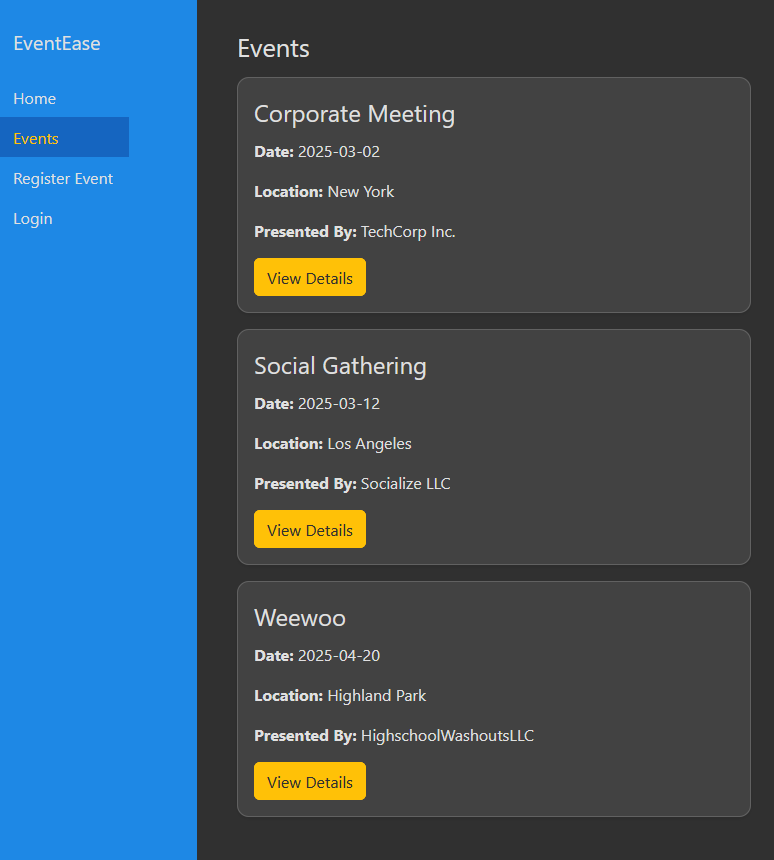 EventEase
Home
Events
Register Event
Login
Events
Corporate Meeting
Date: 2025-03-02
Location: New York
Presented By: TechCorp Inc.
View Details
Social Gathering
Date: 2025-03-12
Location: Los Angeles
Presented By: Socialize LLC
View Details
Weewoo
Date: 2025-04-20
Location: Highland Park
Presented By: HighschoolWashoutsLLC
View Details